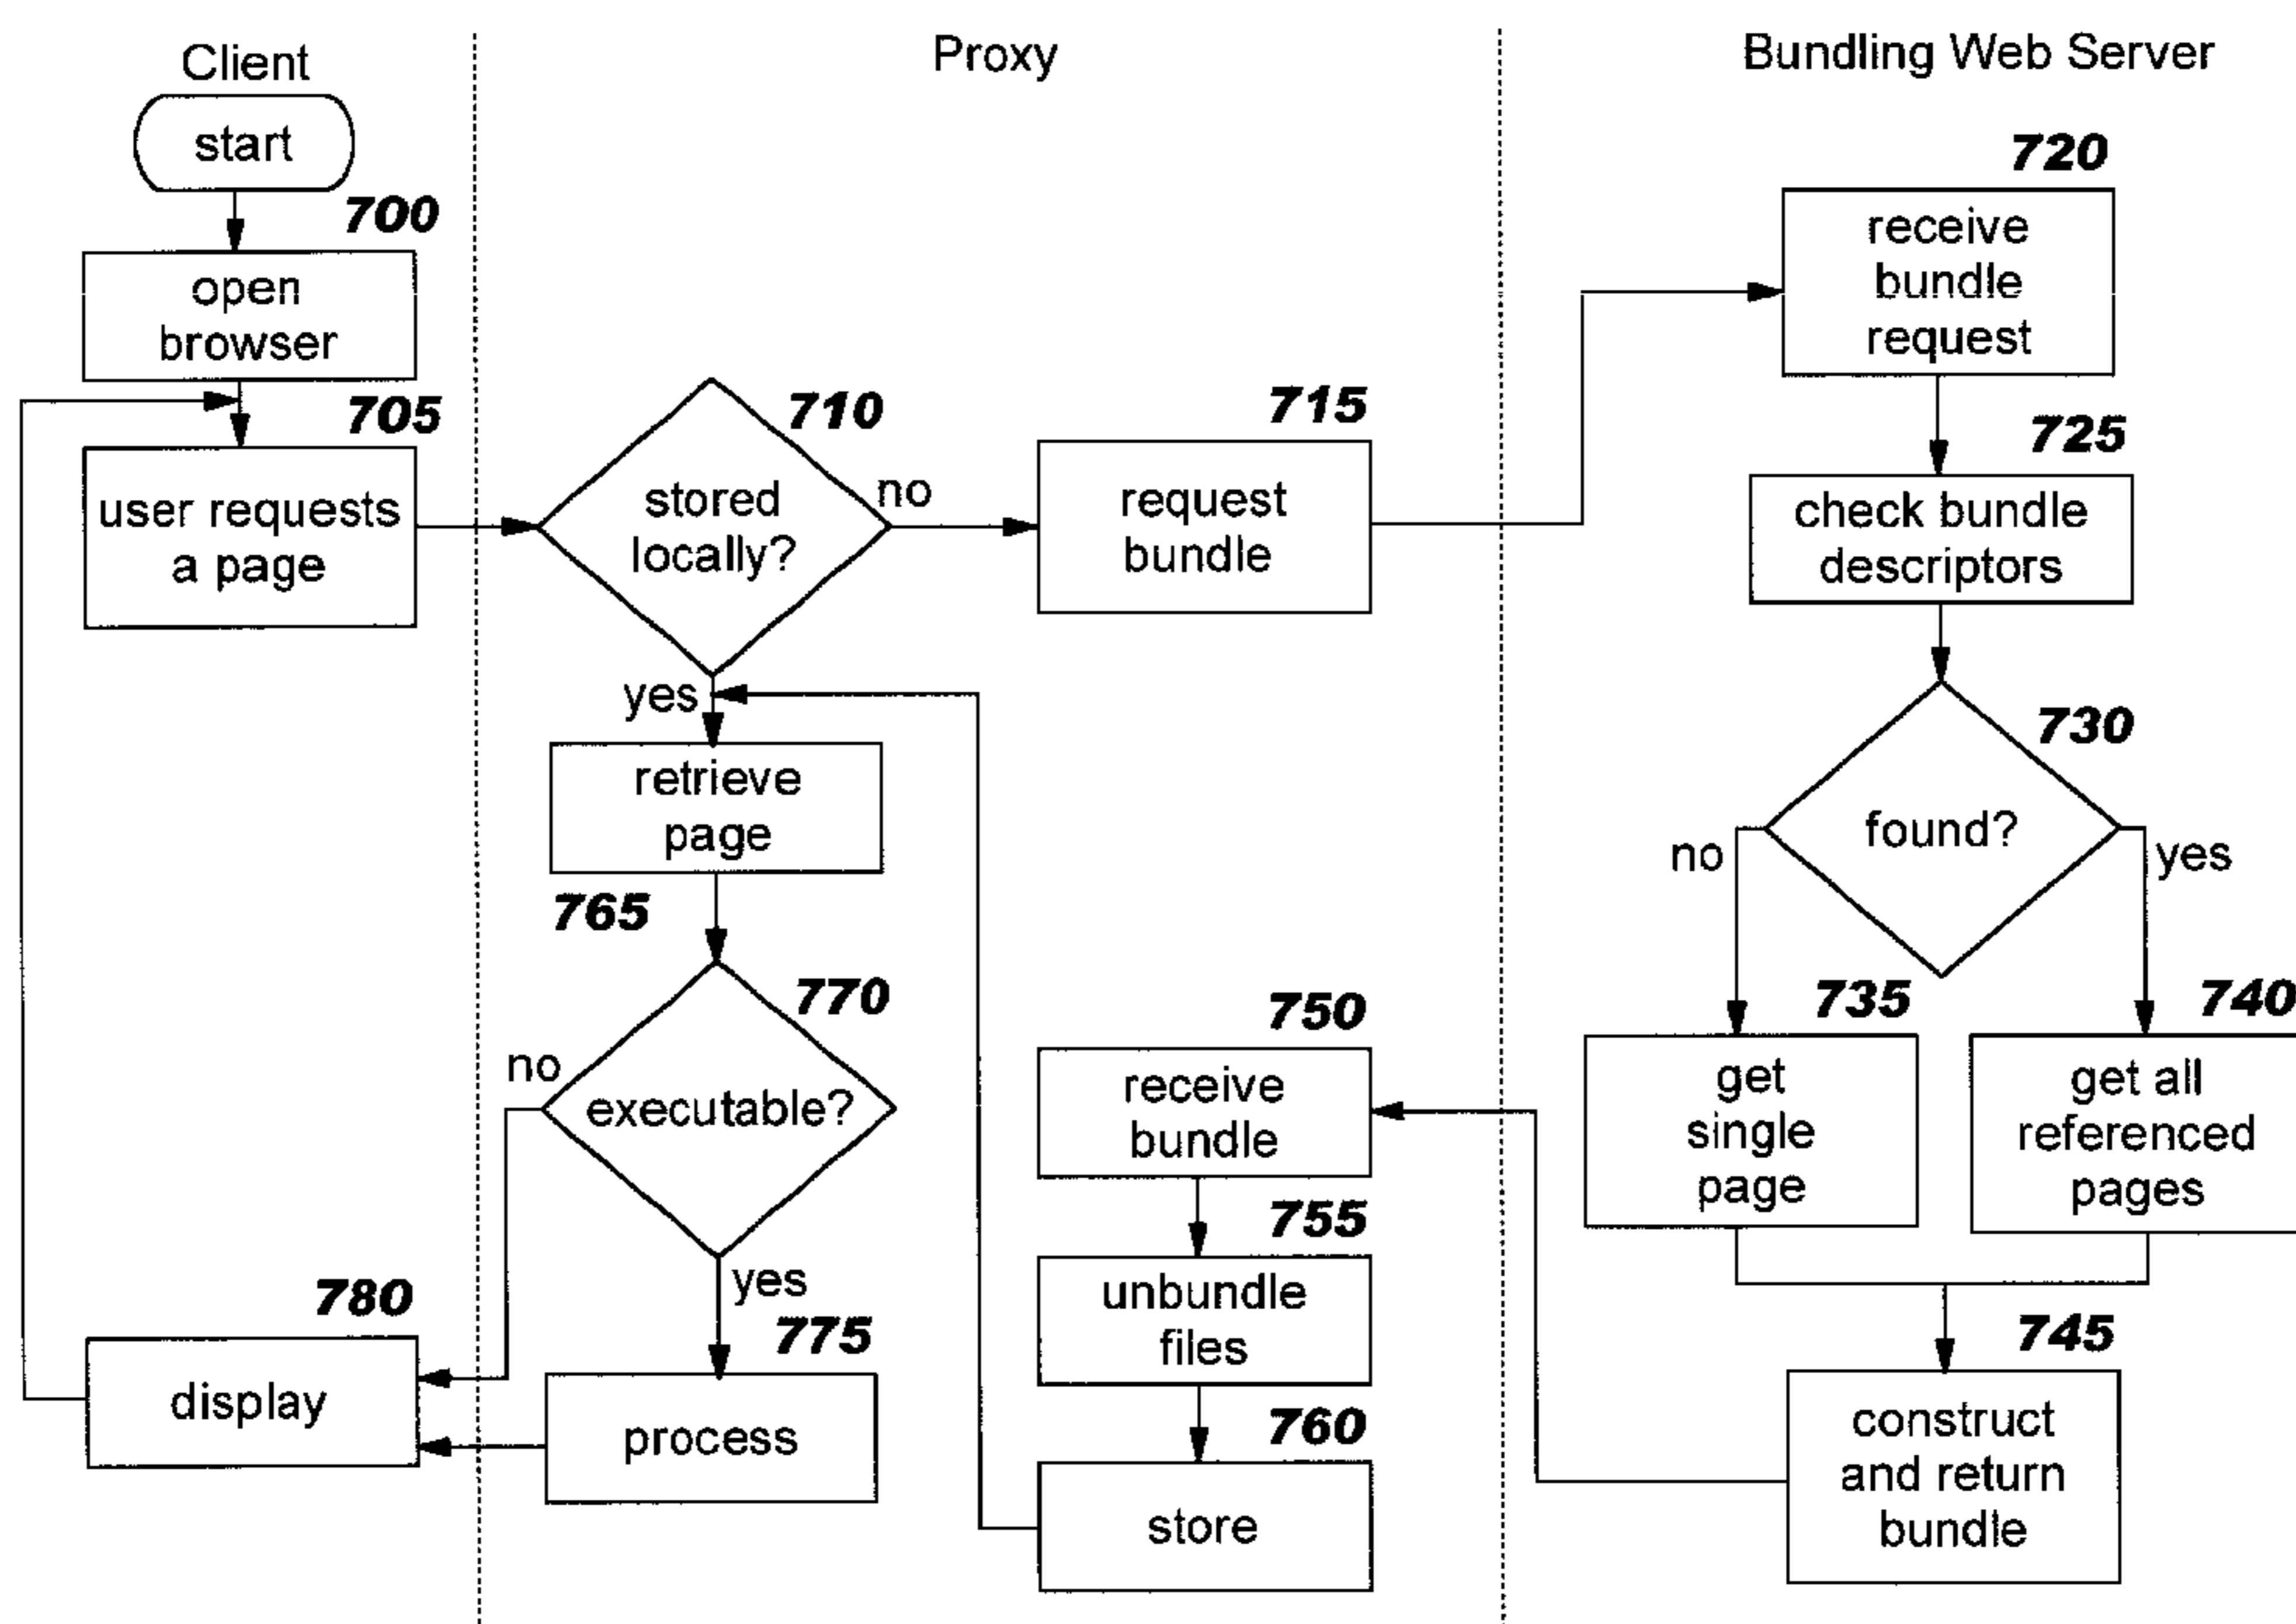 Client
Proxy
Bundling Web Server
start
700
open
browser
705
user requests
a page
710
stored
locally?
no
yes
715
request
bundle
720
receive
bundle
request
725
check bundle
descriptors
730
found?
no
yes
735
get
single
page
740
get all
referenced
pages
745
construct
and return
bundle
750
receive
bundle
755
unbundle
files
760
store
retrieve
page
765
770
executable?
no
yes
775
process
780
display